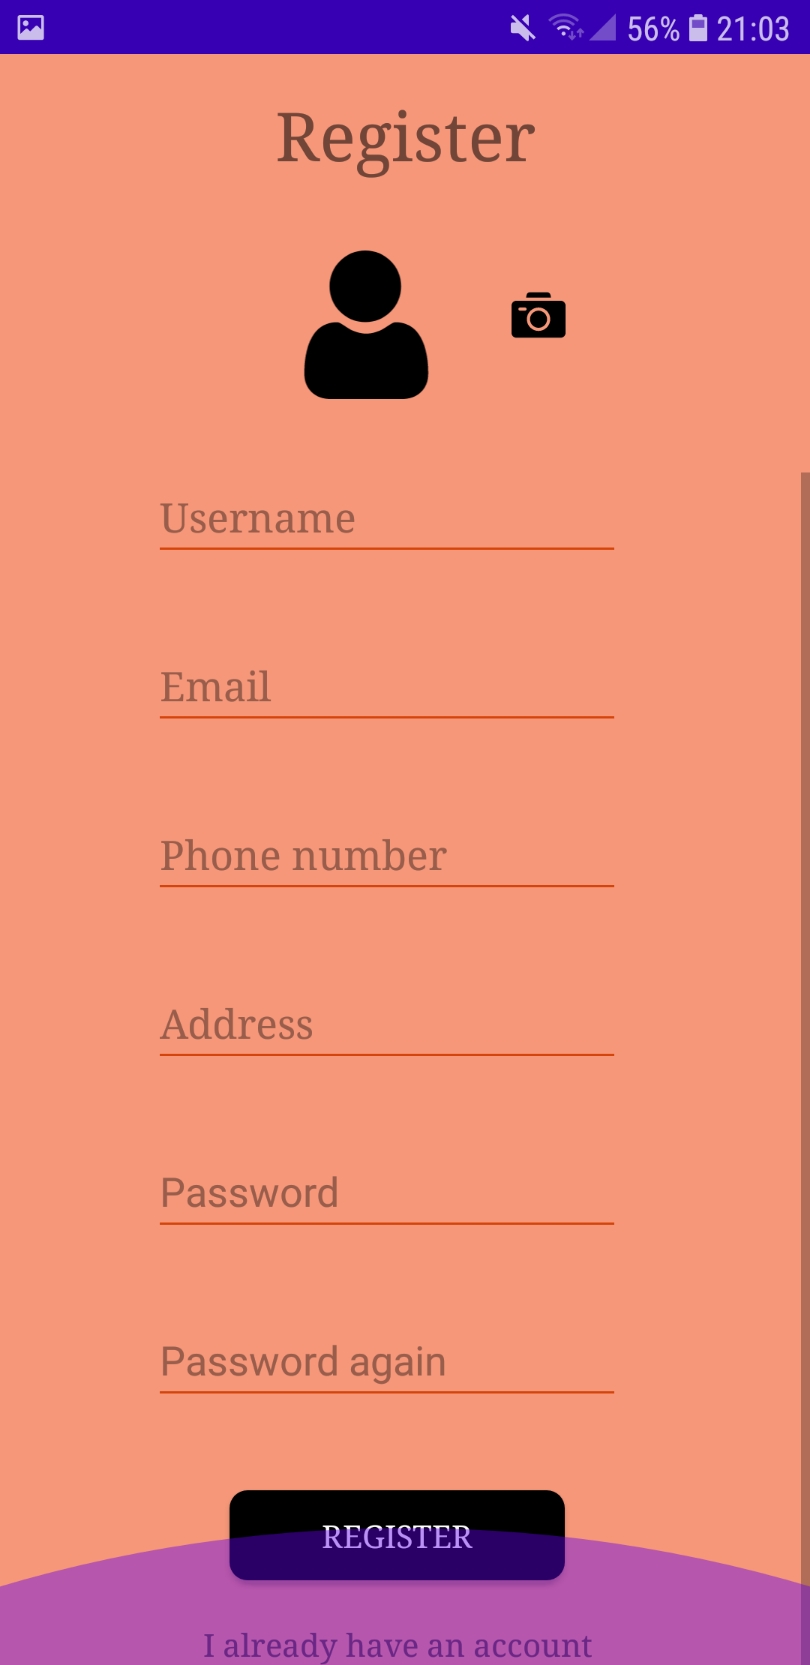 56% 21:03
Register
Username
Email
Phone number
Address
Password
Password again
REGISTER
I already have an account